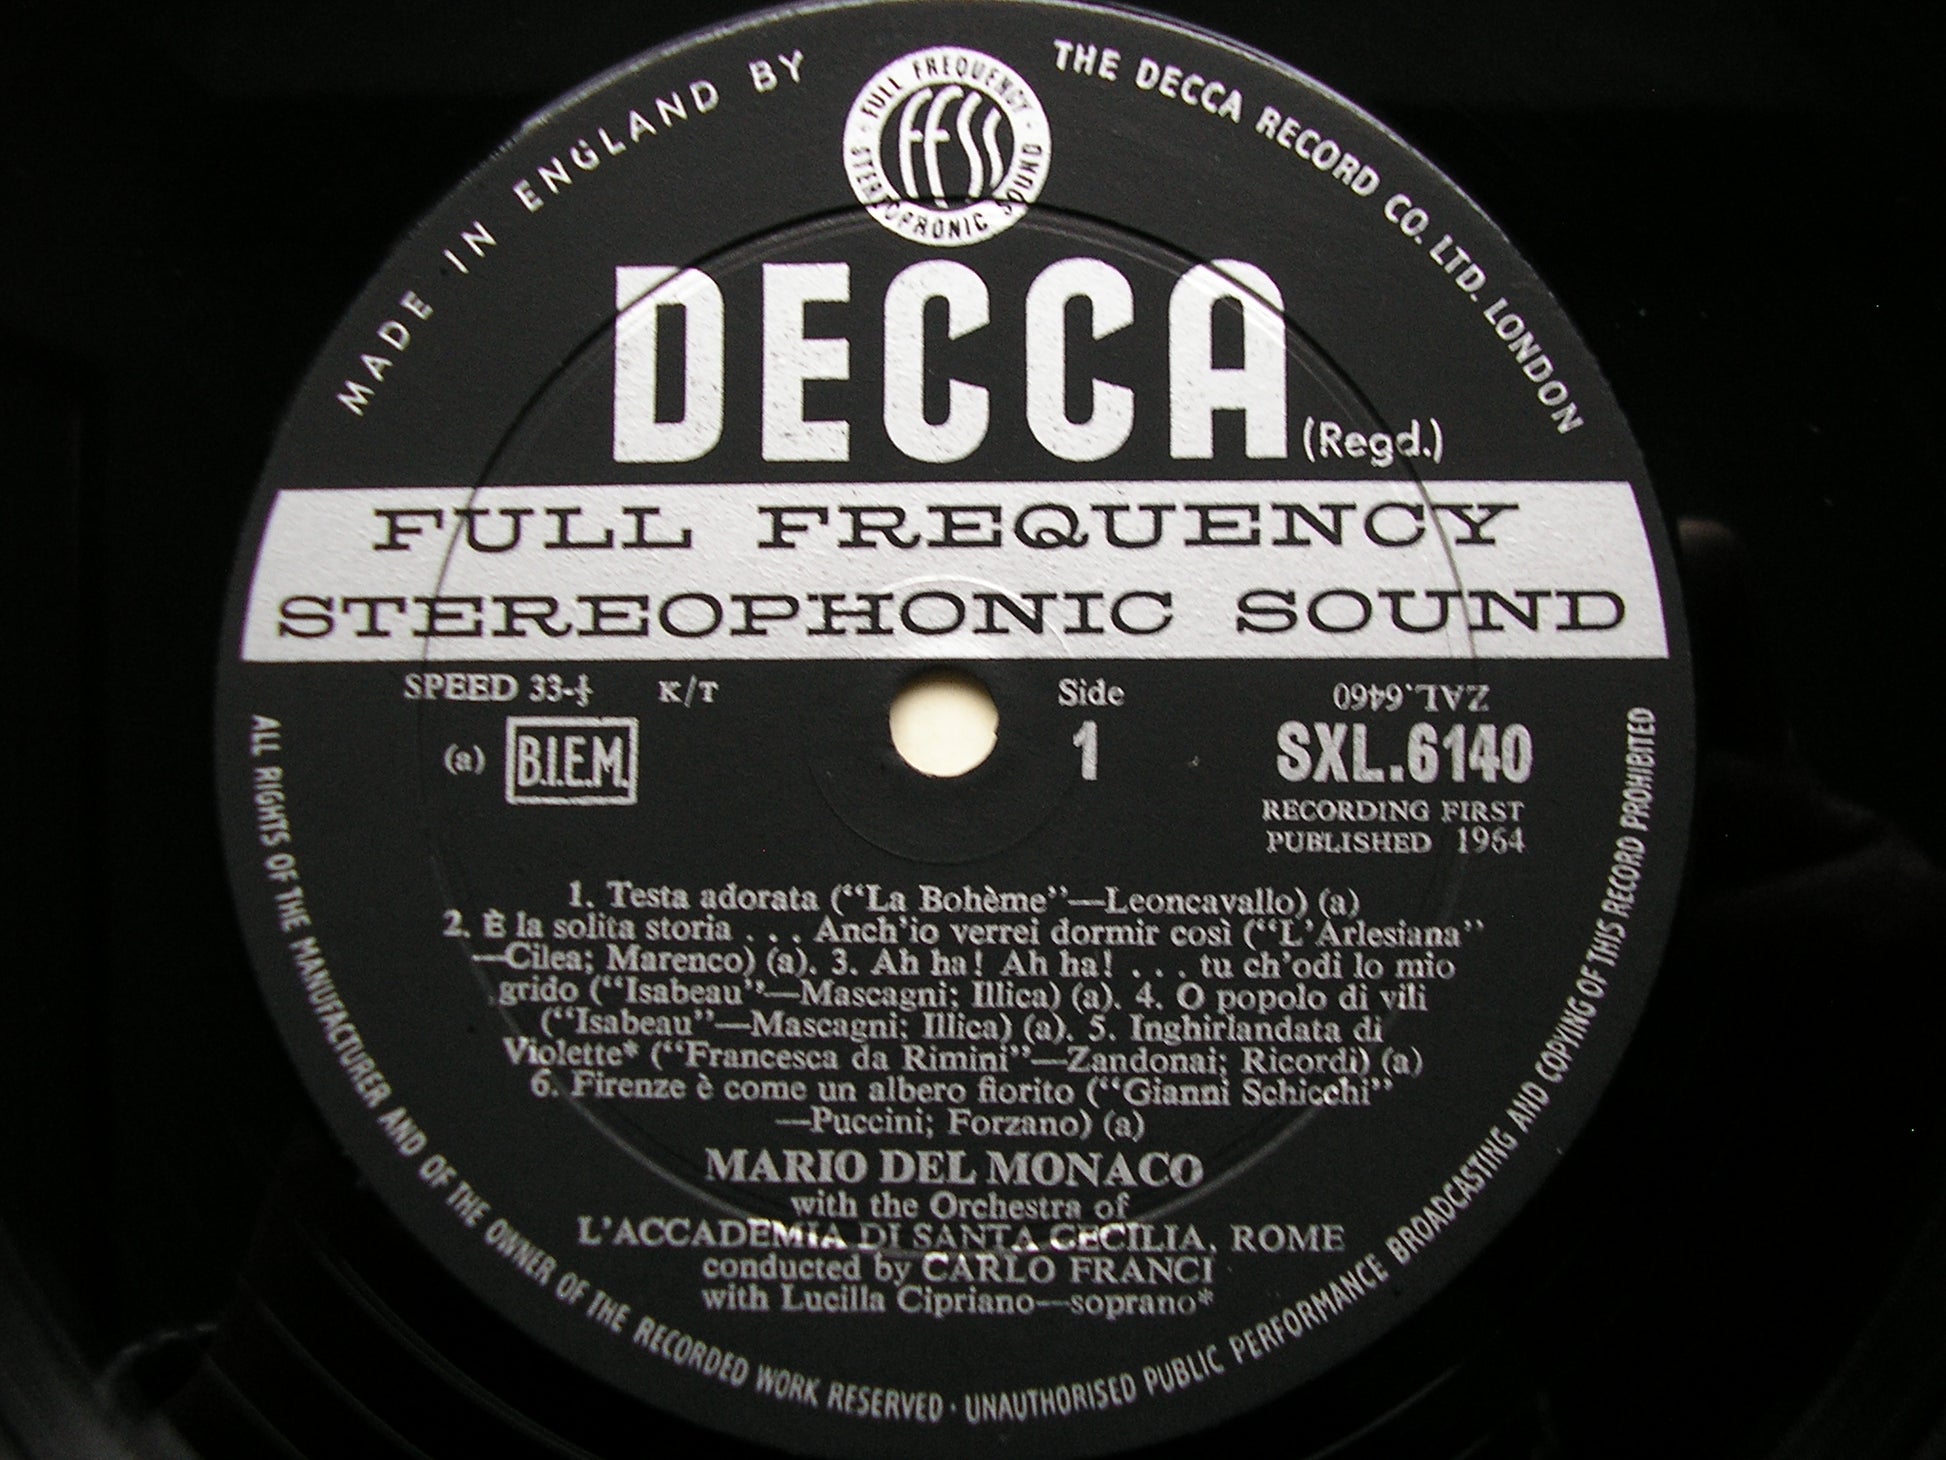 MADE IN ENGLAND BY
THE DECCA RECORD CO. LTD. LONDON
FULL FREQUENCY
FFSS
STEREOPHONIC SOUND
DECCA (Regd.)
FULL FREQUENCY
STEREOPHONIC SOUND
SPEED 33-⅓ K/T
Side
ZAL.6460
(a) B.I.E.M.
1
SXL.6140
RECORDING FIRST
PUBLISHED 1964
1. Testa adorata (“La Bohème”—Leoncavallo) (a)
2. È la solita storia . . . Anch'io verrei dormir così (“L'Arlesiana”
—Cilea; Marenco) (a). 3. Ah ha! Ah ha! . . . tu ch'odi lo mio
grido (“Isabeau”—Mascagni; Illica) (a). 4. O popolo di vili
(“Isabeau”—Mascagni; Illica) (a). 5. Inghirlandata di
Violette* (“Francesca da Rimini”—Zandonai; Ricordi) (a)
6. Firenze è come un albero fiorito (“Gianni Schicchi”
—Puccini; Forzano) (a)
MARIO DEL MONACO
with the Orchestra of
L'ACCADEMIA DI SANTA CECILIA, ROME
conducted by CARLO FRANCI
with Lucilla Cipriano—soprano*
ALL RIGHTS OF THE MANUFACTURER AND OF THE OWNER OF THE RECORDED WORK RESERVED · UNAUTHORISED PUBLIC PERFORMANCE BROADCASTING AND COPYING OF THIS RECORD PROHIBITED